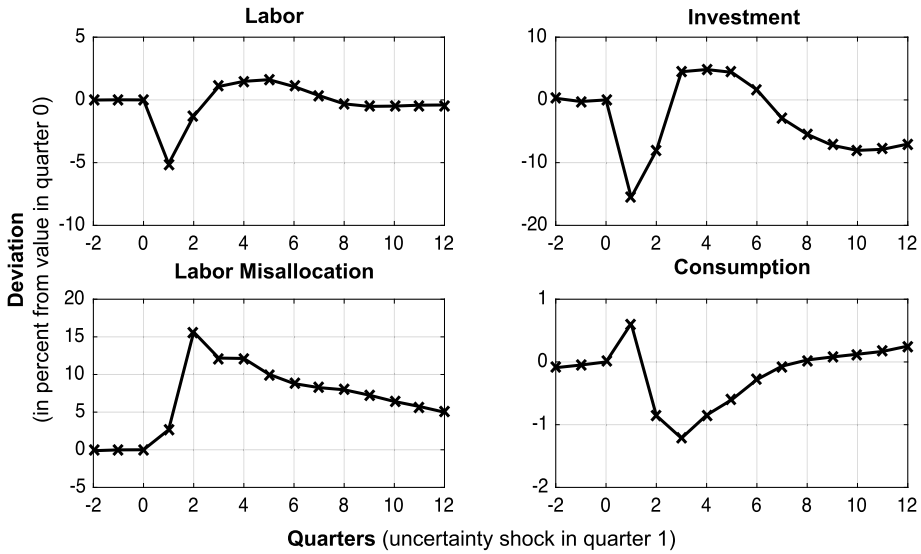 Labor
Investment
5
0
-5
-10
-2 0 2 4 6 8 10 12
10
0
-10
-20
-2 0 2 4 6 8 10 12
Deviation
(in percent from value in quarter 0)
Labor Misallocation
Consumption
20
15
10
5
0
-5
-2 0 2 4 6 8 10 12
1
0
-1
-2
-2 0 2 4 6 8 10 12
Quarters (uncertainty shock in quarter 1)